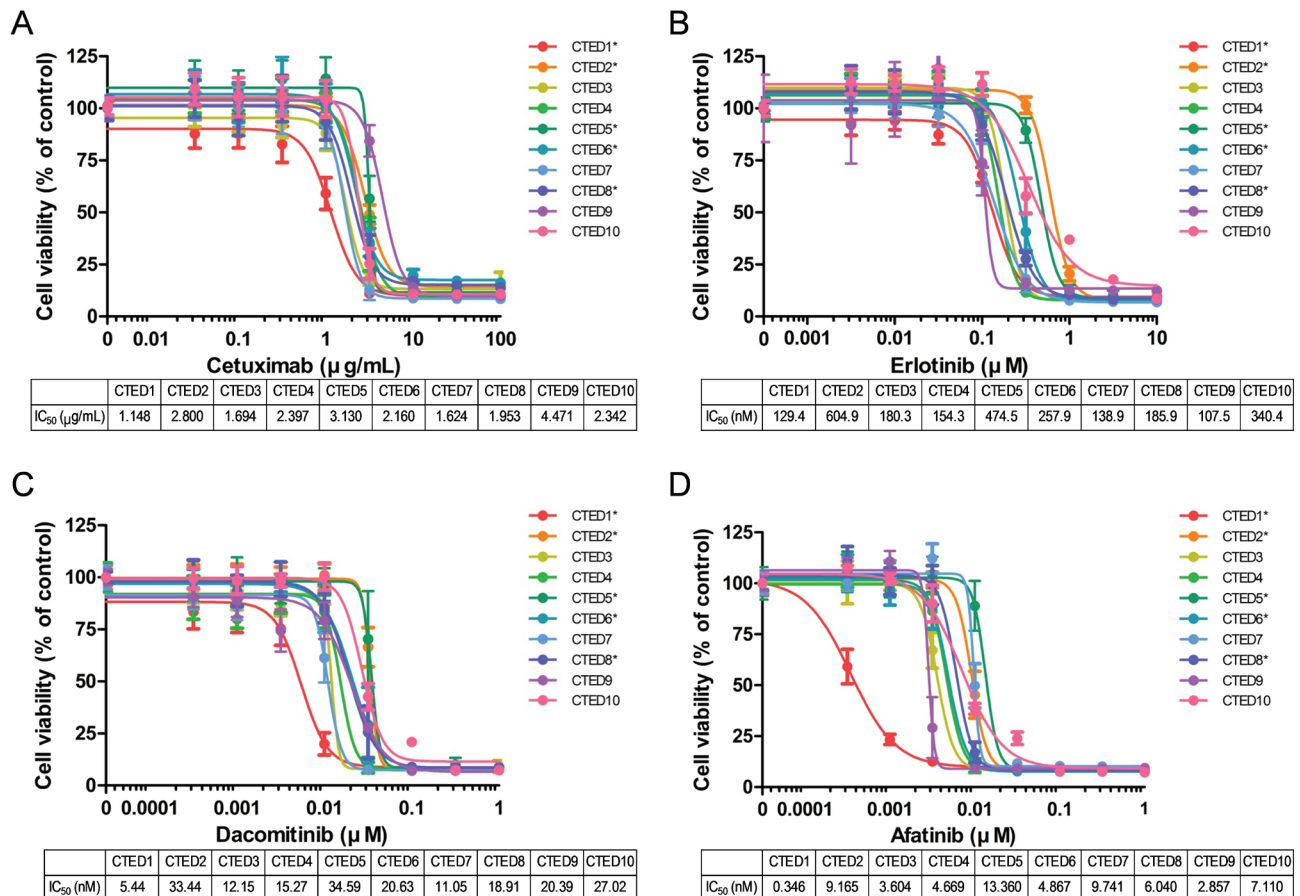 A
Cell viability (% of control)
125
100
75
50
25
0
0 0.01 0.1 1 10 100
Cetuximab (μ g/mL)
CTED1*
CTED2*
CTED3
CTED4
CTED5*
CTED6*
CTED7
CTED8*
CTED9
CTED10
CTED1 CTED2 CTED3 CTED4 CTED5 CTED6 CTED7 CTED8 CTED9 CTED10
IC50 (μg/mL) 1.148 2.800 1.694 2.397 3.130 2.160 1.624 1.953 4.471 2.342
B
Cell viability (% of control)
125
100
75
50
25
0
0 0.001 0.01 0.1 1 10
Erlotinib (μ M)
CTED1*
CTED2*
CTED3
CTED4
CTED5*
CTED6*
CTED7
CTED8*
CTED9
CTED10
CTED1 CTED2 CTED3 CTED4 CTED5 CTED6 CTED7 CTED8 CTED9 CTED10
IC50 (nM) 129.4 604.9 180.3 154.3 474.5 257.9 138.9 185.9 107.5 340.4
C
Cell viability (% of control)
125
100
75
50
25
0
0 0.0001 0.001 0.01 0.1 1
Dacomitinib (μ M)
CTED1*
CTED2*
CTED3
CTED4
CTED5*
CTED6*
CTED7
CTED8*
CTED9
CTED10
CTED1 CTED2 CTED3 CTED4 CTED5 CTED6 CTED7 CTED8 CTED9 CTED10
IC50 (nM) 5.44 33.44 12.15 15.27 34.59 20.63 11.05 18.91 20.39 27.02
D
Cell viability (% of control)
125
100
75
50
25
0
0 0.0001 0.001 0.01 0.1 1
Afatinib (μ M)
CTED1*
CTED2*
CTED3
CTED4
CTED5*
CTED6*
CTED7
CTED8*
CTED9
CTED10
CTED1 CTED2 CTED3 CTED4 CTED5 CTED6 CTED7 CTED8 CTED9 CTED10
IC50 (nM) 0.346 9.165 3.604 4.669 13.360 4.867 9.741 6.040 2.857 7.110